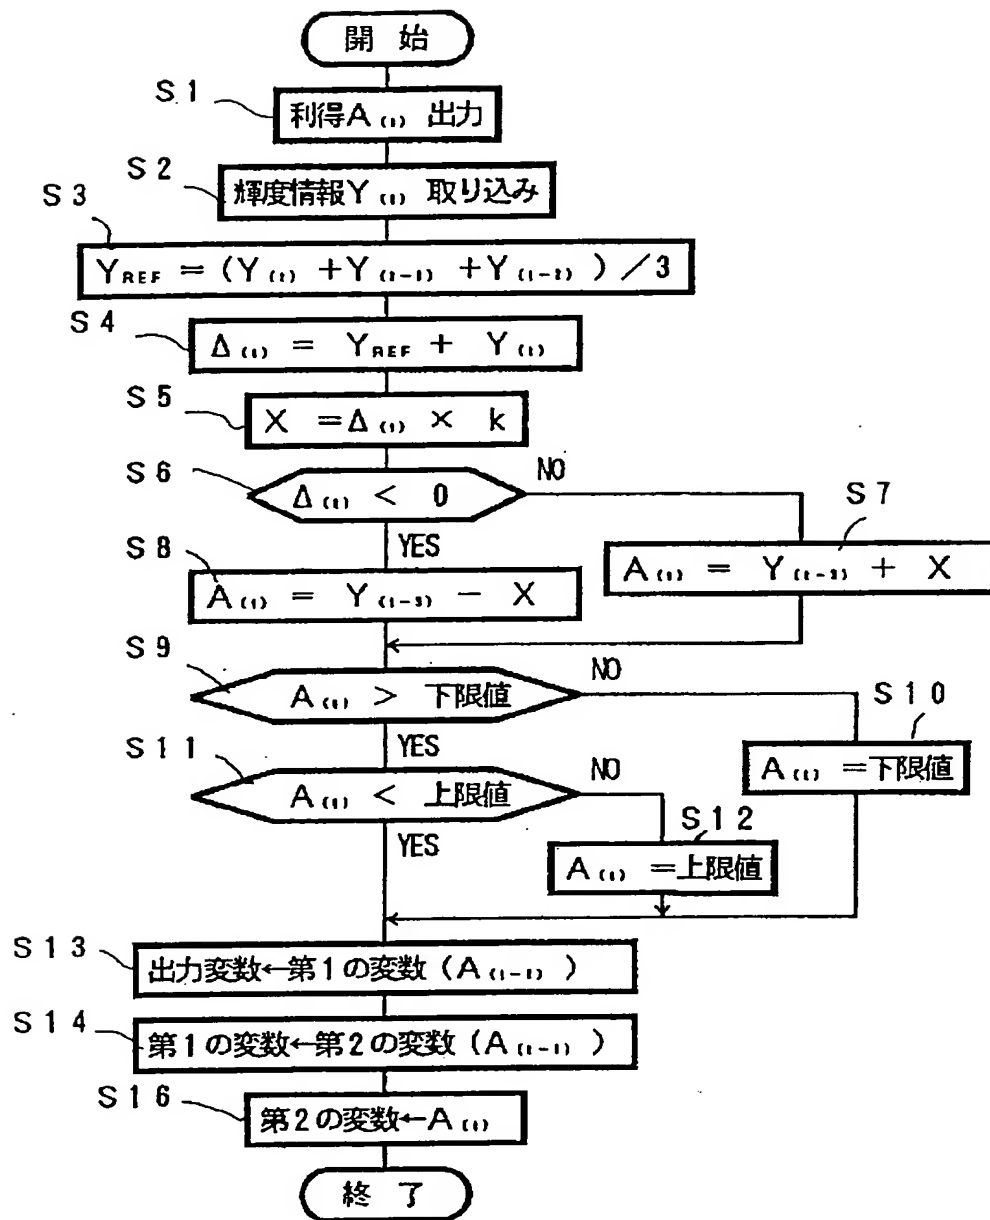 開 始
S1
利得A(t) 出力
S2
輝度情報Y(t) 取り込み
S3
YREF = (Y(t) +Y(t-1) +Y(t-2) )/3
S4
Δ(t) = YREF + Y(t)
S5
X =Δ(t) × k
S6
Δ(t) < 0
NO
YES
S7
A(t) = Y(t-3) + X
S8
A(t) = Y(t-3) - X
S9
A(t) > 下限値
NO
YES
S10
A(t) =下限値
S11
A(t) < 上限値
NO
YES
S12
A(t) =上限値
S13
出力変数←第1の変数(A(t-1) )
S14
第1の変数←第2の変数(A(t-1) )
S16
第2の変数←A(t)
終 了